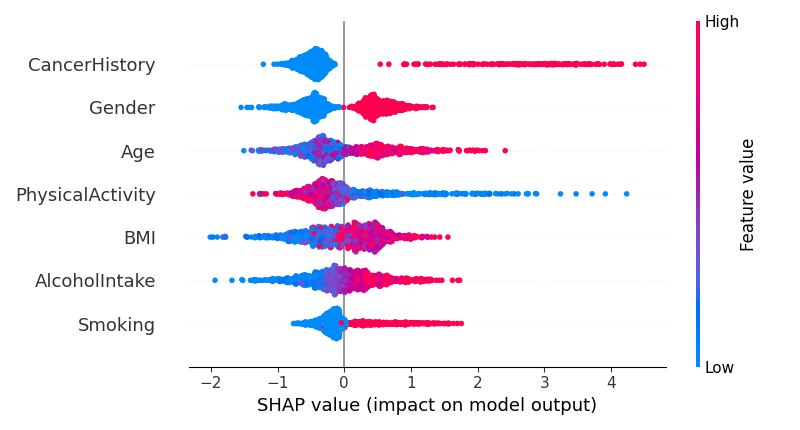 High
CancerHistory
Gender
Age
PhysicalActivity
BMI
AlcoholIntake
Smoking
Feature value
Low
−2 −1 0 1 2 3 4
SHAP value (impact on model output)